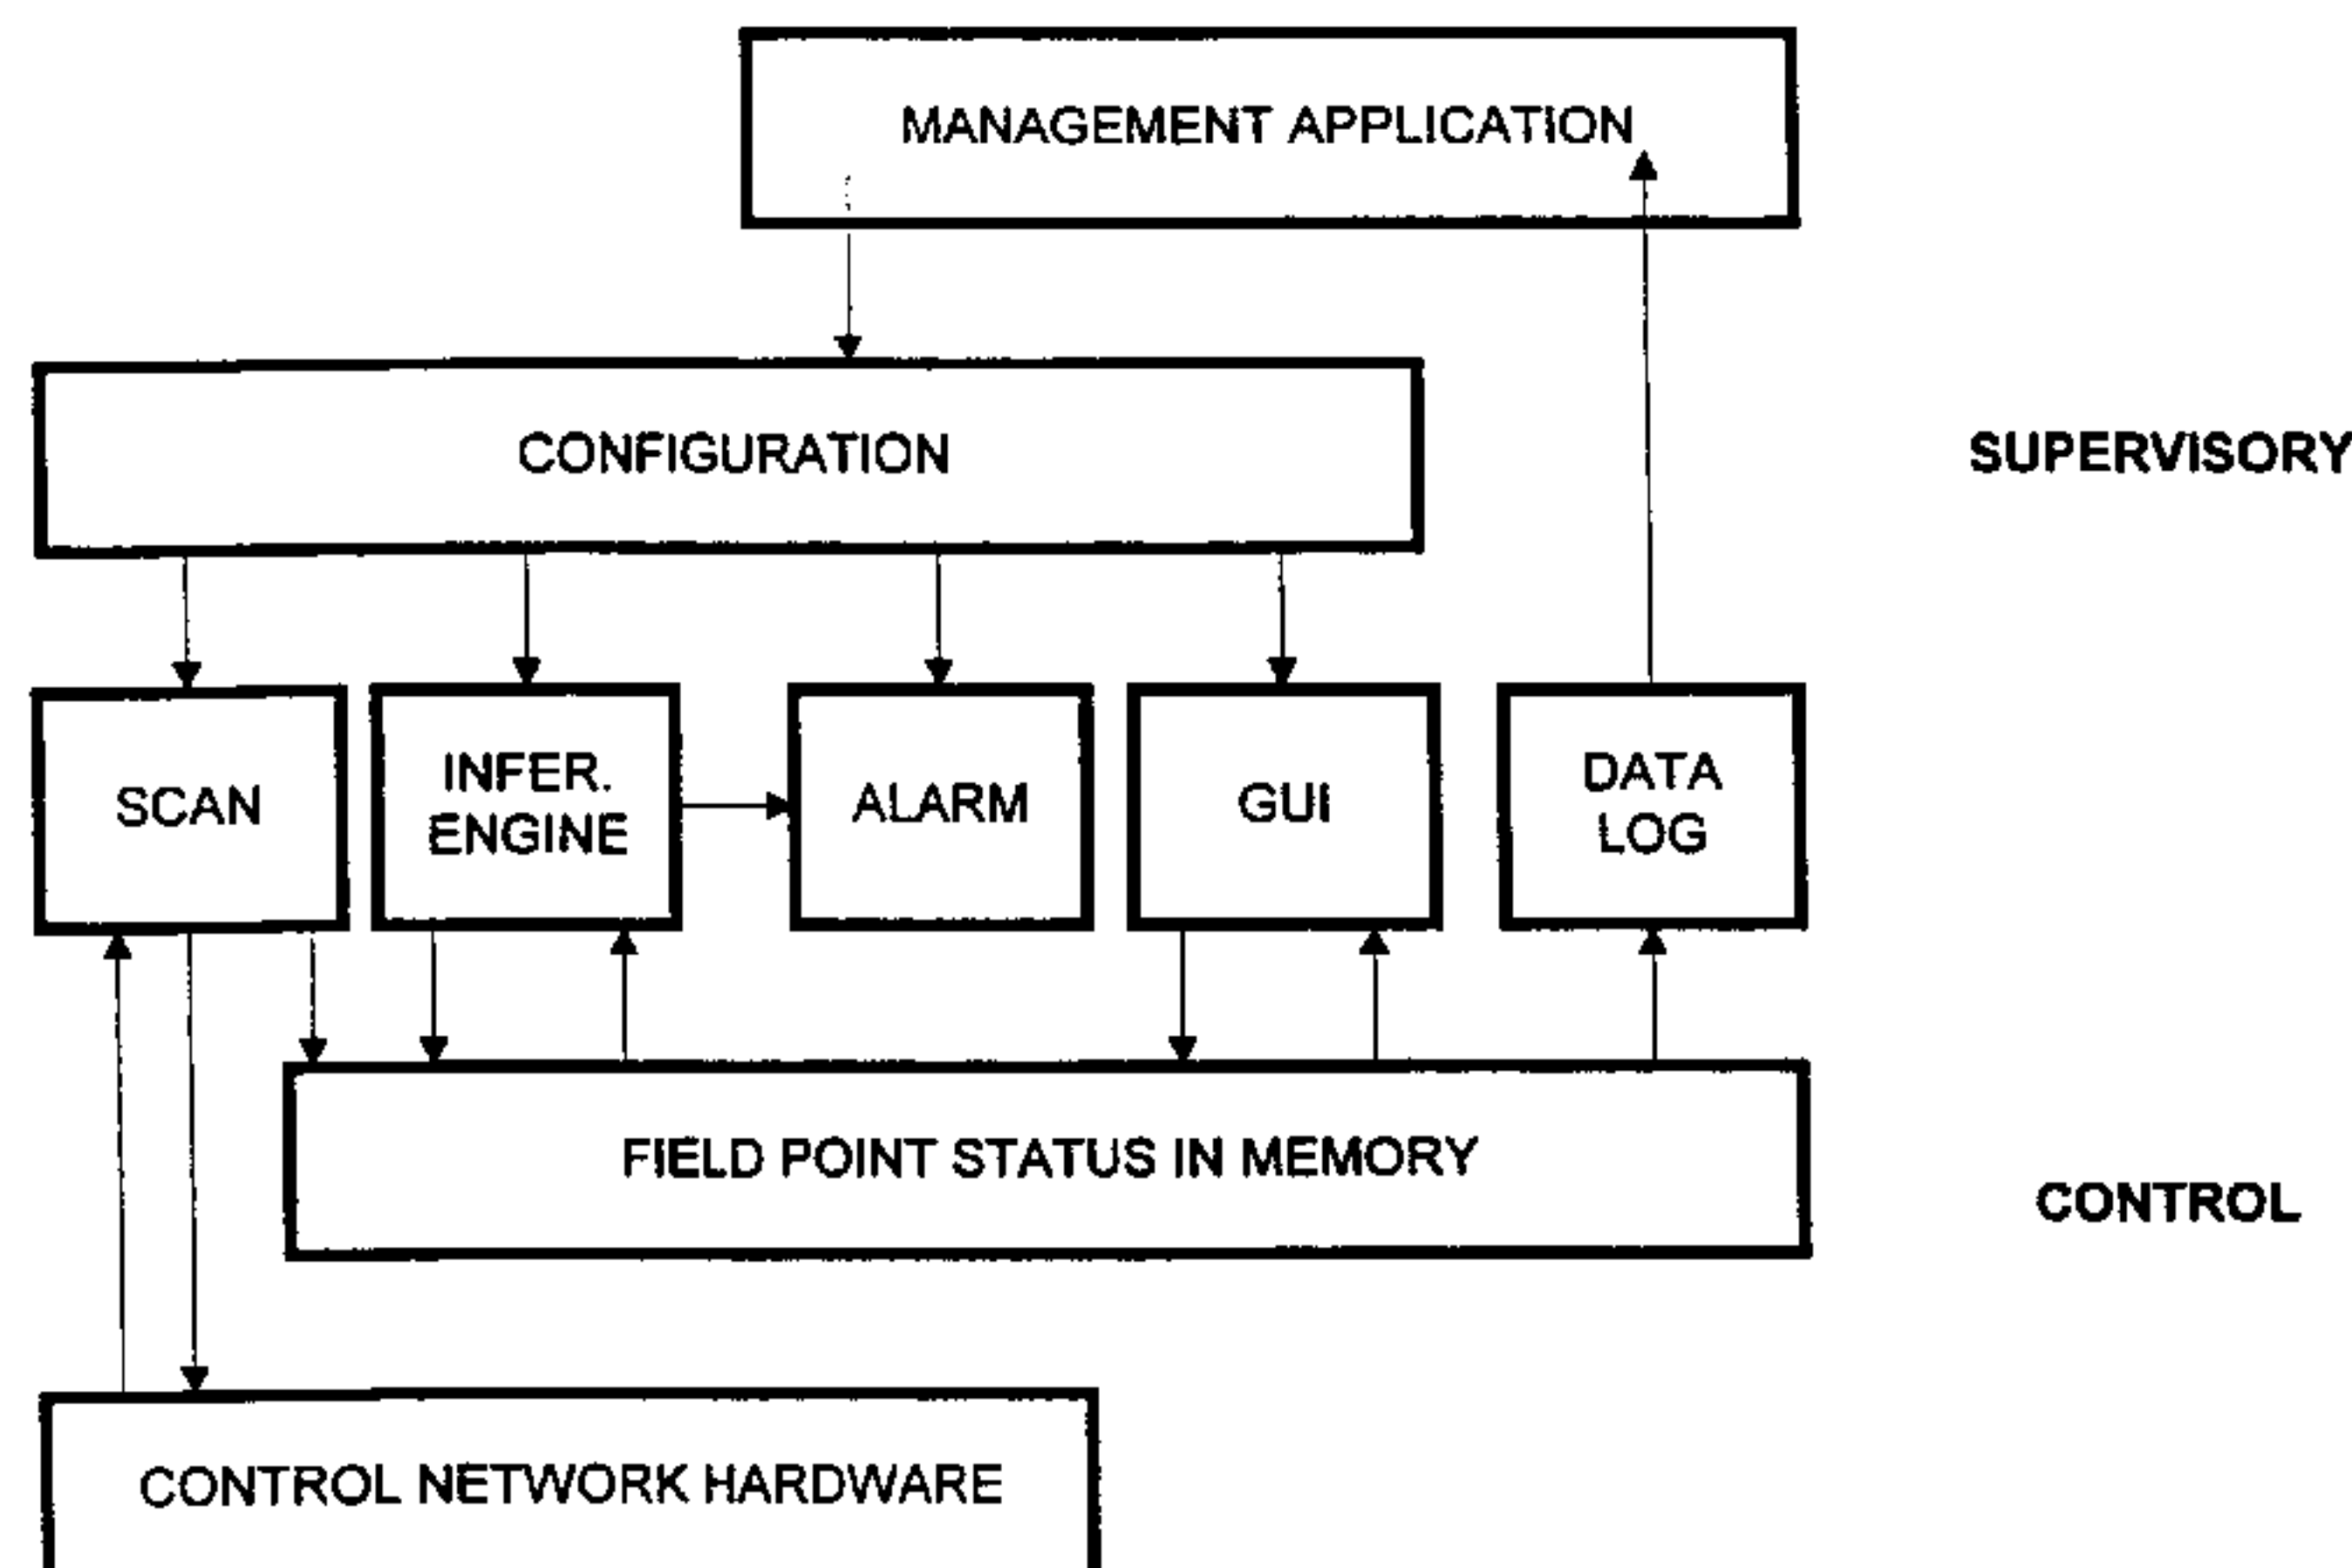 MANAGEMENT APPLICATION
CONFIGURATION
SUPERVISORY
SCAN
INFER.
ENGINE
ALARM
GUI
DATA
LOG
FIELD POINT STATUS IN MEMORY
CONTROL
CONTROL NETWORK HARDWARE